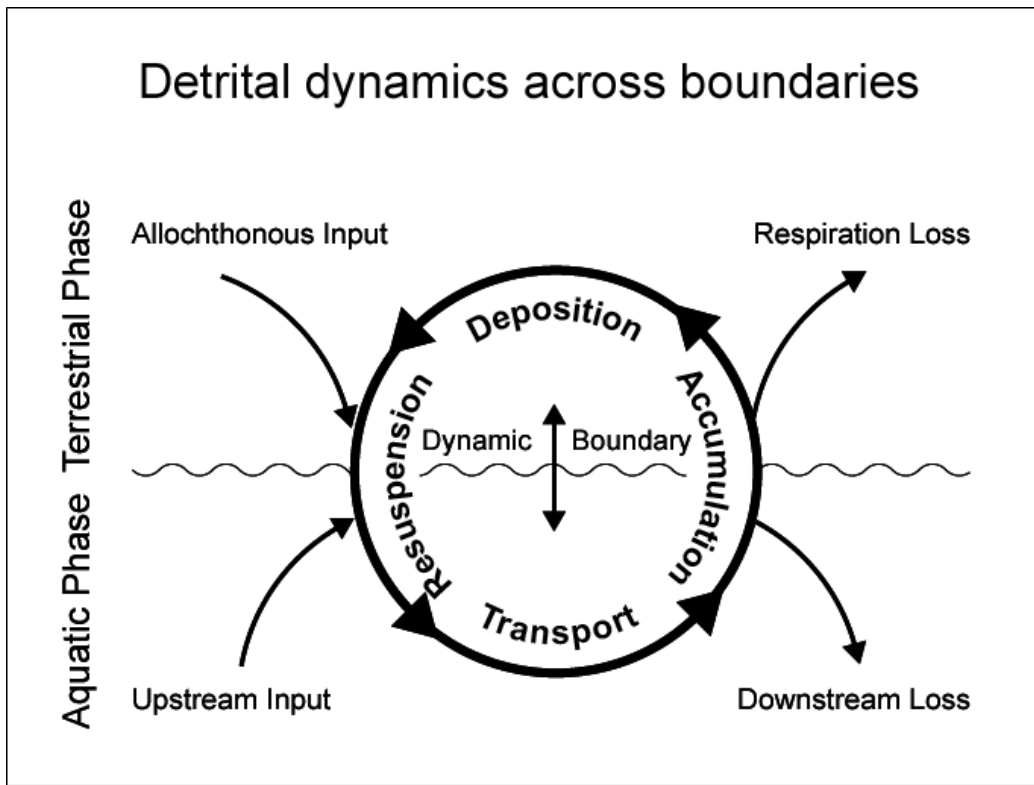 Detrital dynamics across boundaries
Terrestrial Phase
Allochthonous Input
Respiration Loss
Deposition
Resuspension
Accumulation
Dynamic Boundary
Transport
Aquatic Phase
Upstream Input
Downstream Loss